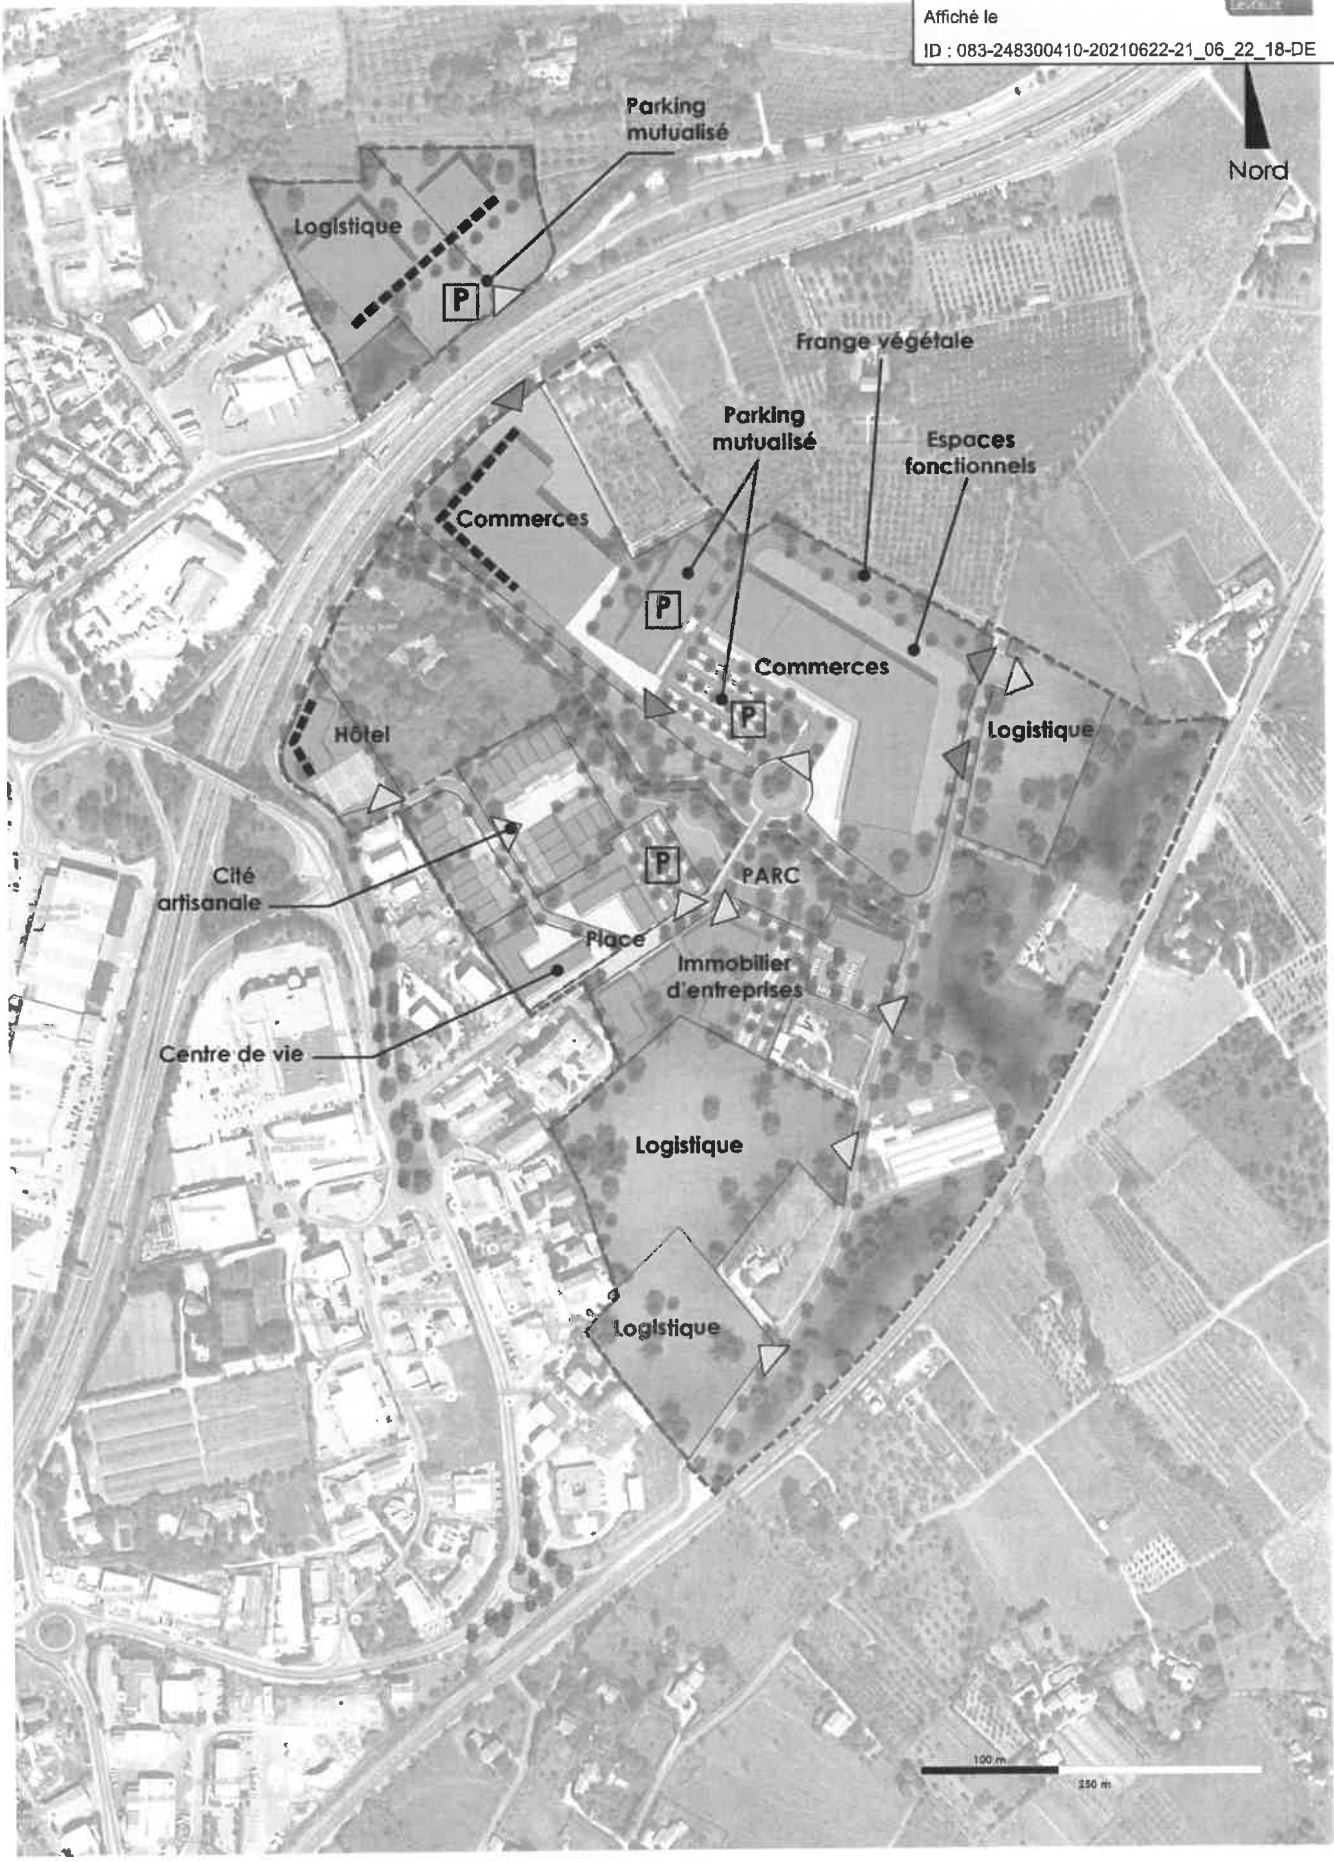 Affiché le
ID : 083-248300410-20210622-21_06_22_18-DE
Nord
Parking
mutualisé
Logistique
P
Frange végétale
Parking
mutualisé
Espaces
fonctionnels
Commerces
P
Commerces
P
Logistique
Hôtel
Cité
artisanale
P
PARC
Place
Immobilier
d'entreprises
Centre de vie
Logistique
Logistique
100 m
250 m